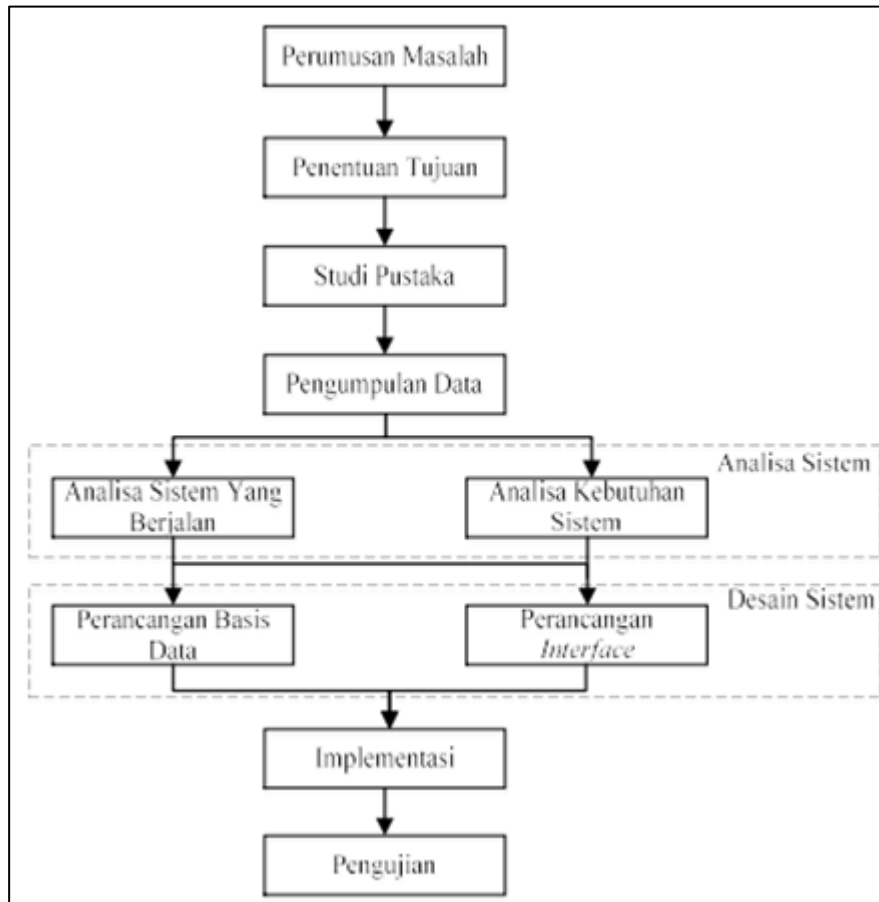 Perumusan Masalah
Penentuan Tujuan
Studi Pustaka
Pengumpulan Data
Analisa Sistem
Analisa Sistem Yang
Berjalan
Analisa Kebutuhan
Sistem
Desain Sistem
Perancangan Basis
Data
Perancangan
Interface
Implementasi
Pengujian